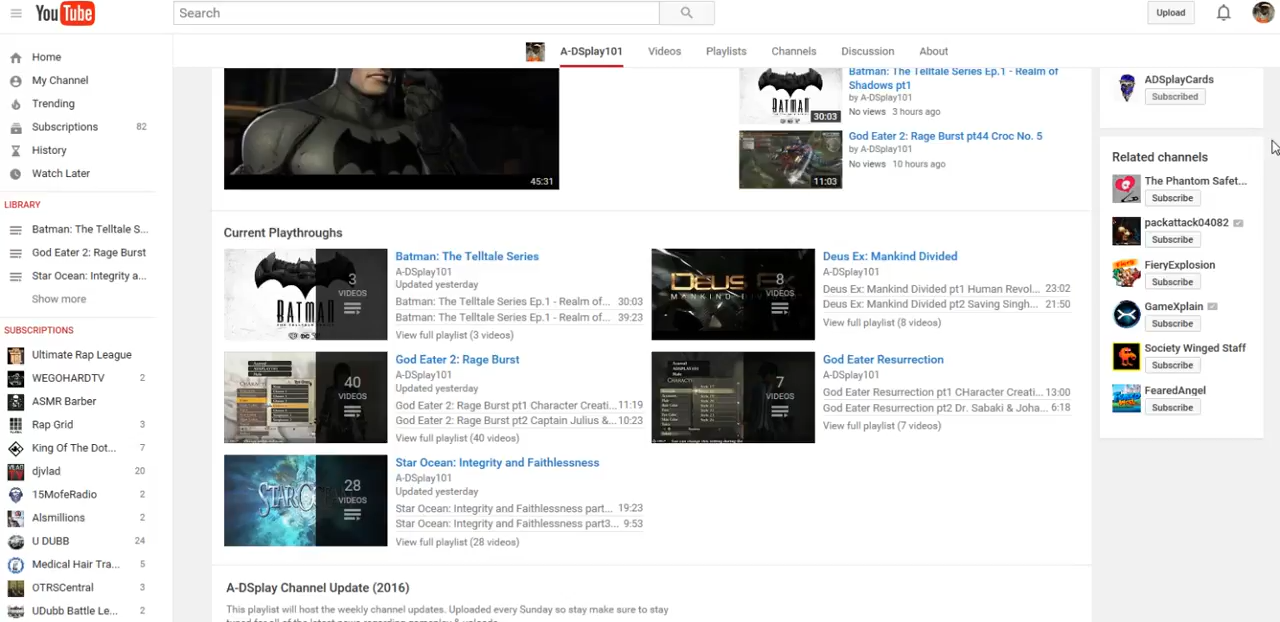 YouTube
Search
Upload
A-DSplay101 Videos Playlists Channels Discussion About
Home
My Channel
Trending
Subscriptions 82
History
Watch Later
LIBRARY
Batman: The Telltale S...
God Eater 2: Rage Burst
Star Ocean: Integrity a...
Show more
SUBSCRIPTIONS
Ultimate Rap League
WEGOHARDTV 2
ASMR Barber
Rap Grid 3
King Of The Dot...
djvlad 20
15MofeRadio 2
Alsmillions 2
U DUBB 24
Medical Hair Tra... 5
OTRSCentral 3
UDubb Battle Le... 2
45:31
BATMAN
30:03
Batman: The Telltale Series Ep.1 - Realm of
Shadows pt1
by A-DSplay101
No views 3 hours ago
11:03
God Eater 2: Rage Burst pt44 Croc No. 5
by A-DSplay101
No views 10 hours ago
Current Playthroughs
BATMAN
3
VIDEOS
Batman: The Telltale Series
A-DSplay101
Updated yesterday
Batman: The Telltale Series Ep.1 - Realm of... 30:03
Batman: The Telltale Series Ep.1 - Realm of... 39:23
View full playlist (3 videos)
DEUS EX
MANKIND DIVIDED
8
VIDEOS
Deus Ex: Mankind Divided
A-DSplay101
Deus Ex: Mankind Divided pt1 Human Revol... 23:02
Deus Ex: Mankind Divided pt2 Saving Singh... 21:50
View full playlist (8 videos)
40
VIDEOS
God Eater 2: Rage Burst
A-DSplay101
Updated yesterday
God Eater 2: Rage Burst pt1 CHaracter Creati... 11:19
God Eater 2: Rage Burst pt2 Captain Julius &... 10:23
View full playlist (40 videos)
7
VIDEOS
God Eater Resurrection
A-DSplay101
God Eater Resurrection pt1 CHaracter Creati... 13:00
God Eater Resurrection pt2 Dr. Sabaki & Joha... 6:18
View full playlist (7 videos)
28
VIDEOS
Star Ocean: Integrity and Faithlessness
A-DSplay101
Updated yesterday
Star Ocean: Integrity and Faithlessness part... 19:23
Star Ocean: Integrity and Faithlessness part3... 9:53
View full playlist (28 videos)
A-DSplay Channel Update (2016)
This playlist will host the weekly channel updates. Uploaded every Sunday so stay make sure to stay
ADSplayCards
Subscribed
Related channels
The Phantom Safet...
Subscribe
packattack04082
Subscribe
FieryExplosion
Subscribe
GameXplain
Subscribe
Society Winged Staff
Subscribe
FearedAngel
Subscribe